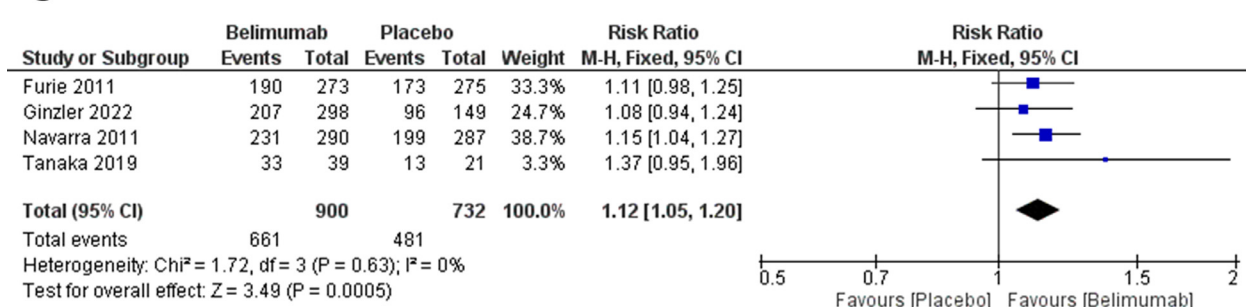 Belimumab Placebo Risk Ratio Risk Ratio
Study or Subgroup Events Total Events Total Weight M-H, Fixed, 95% CI M-H, Fixed, 95% CI
Furie 2011 190 273 173 275 33.3% 1.11 [0.98, 1.25]
Ginzler 2022 207 298 96 149 24.7% 1.08 [0.94, 1.24]
Navarra 2011 231 290 199 287 38.7% 1.15 [1.04, 1.27]
Tanaka 2019 33 39 13 21 3.3% 1.37 [0.95, 1.96]
Total (95% CI) 900 732 100.0% 1.12 [1.05, 1.20]
Total events 661 481
Heterogeneity: Chi² = 1.72, df = 3 (P = 0.63); I² = 0%
Test for overall effect: Z = 3.49 (P = 0.0005)
0.5 0.7 1 1.5 2
Favours [Placebo] Favours [Belimumab]